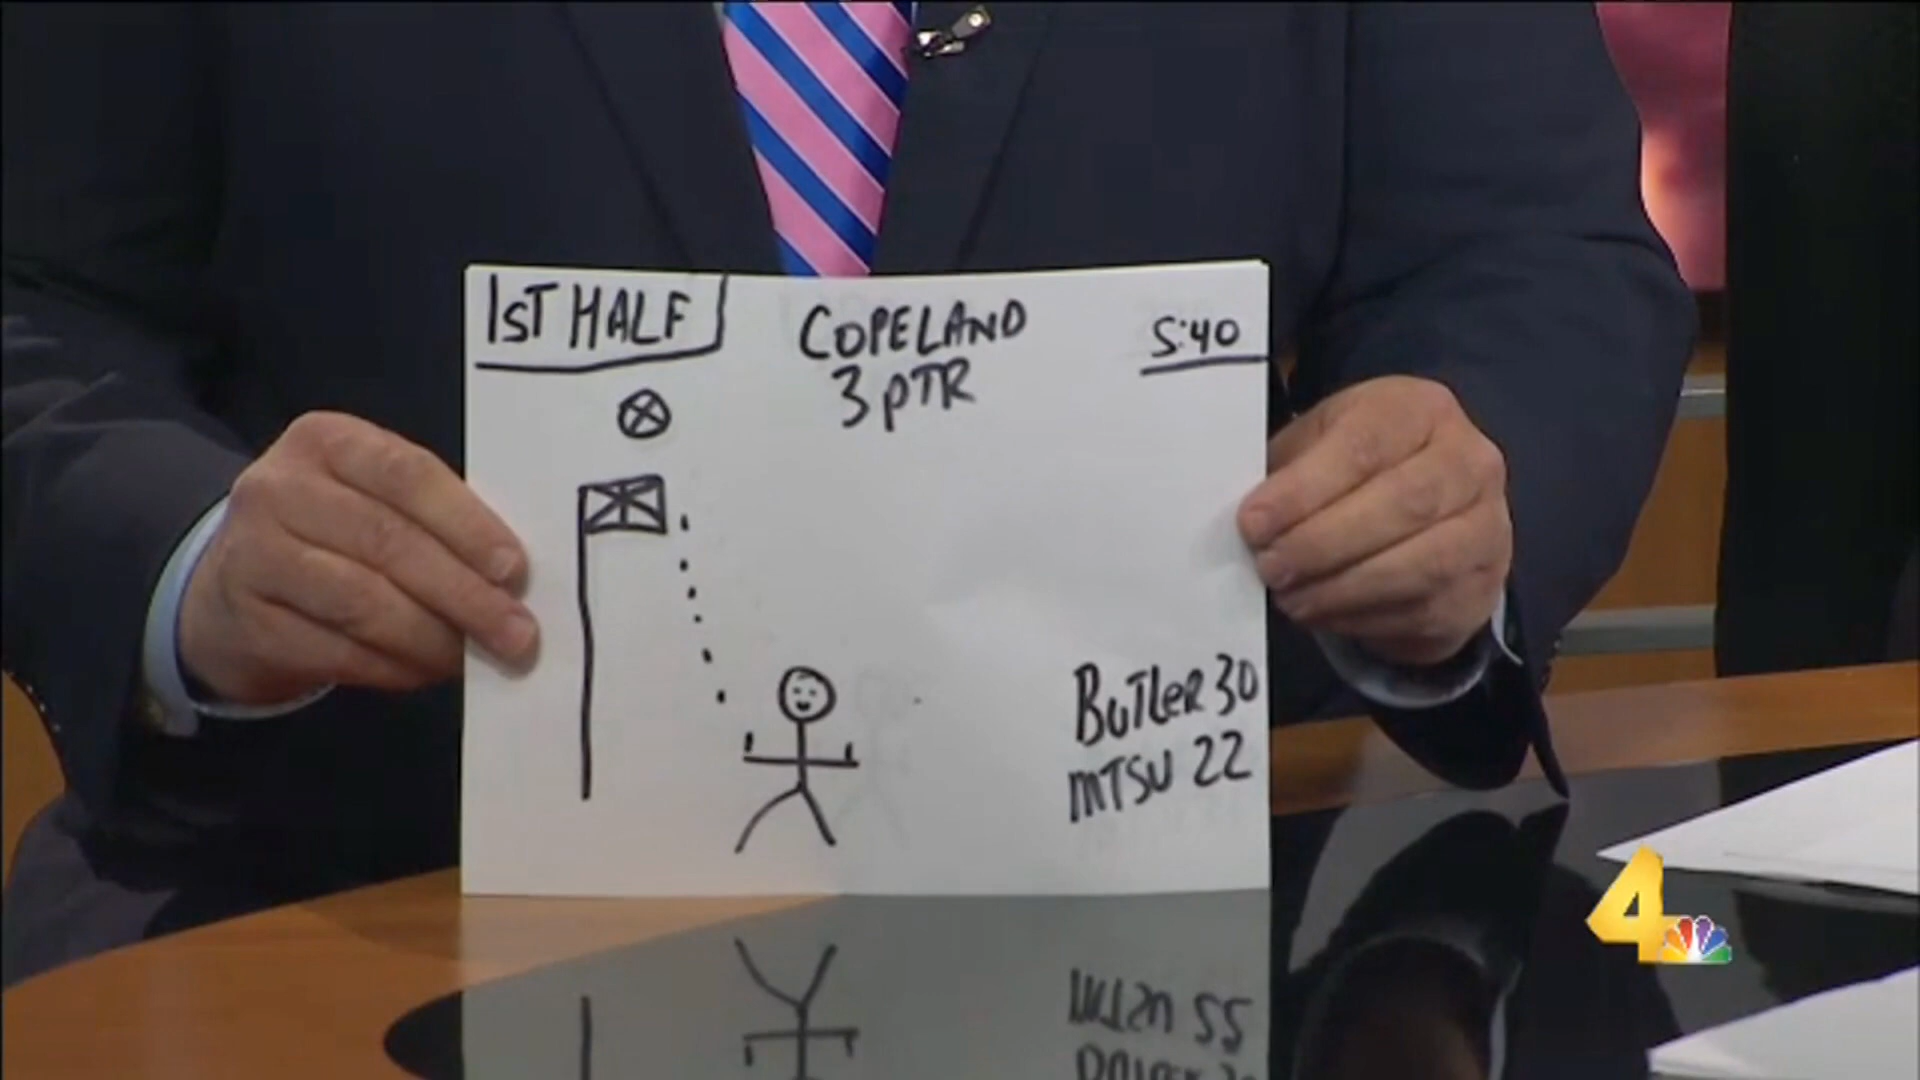 1ST HALF
COPELAND
3 PTR
5:40
BUTLER 30
MTSU 22
4